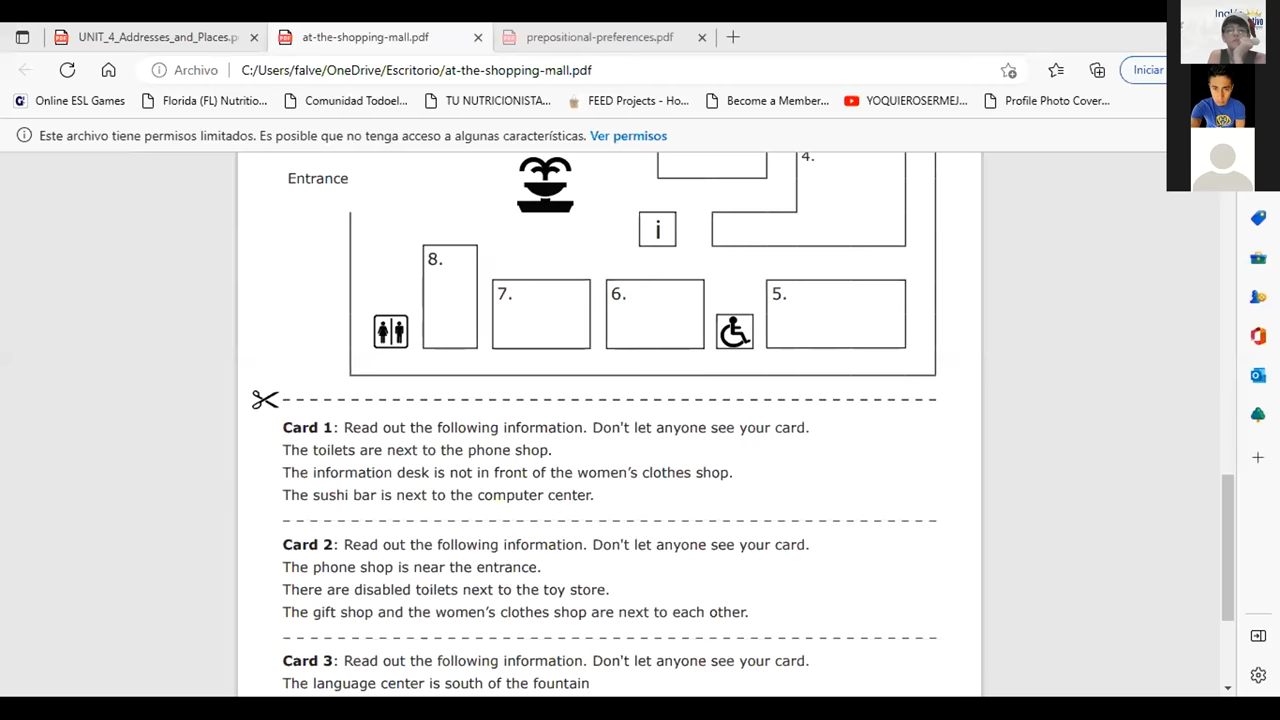 UNIT_4_Addresses_and_Places.p
at-the-shopping-mall.pdf
prepositional-preferences.pdf
Inglés
Archivo
C:/Users/falve/OneDrive/Escritorio/at-the-shopping-mall.pdf
Iniciar
Online ESL Games
Florida (FL) Nutritio...
Comunidad Todoel...
TU NUTRICIONISTA...
FEED Projects - Ho...
Become a Member...
YOQUIEROSERMEJ...
Profile Photo Cover...
Este archivo tiene permisos limitados. Es posible que no tenga acceso a algunas características. Ver permisos
Entrance
4.
i
8.
7.
6.
5.
Card 1: Read out the following information. Don't let anyone see your card.
The toilets are next to the phone shop.
The information desk is not in front of the women's clothes shop.
The sushi bar is next to the computer center.
Card 2: Read out the following information. Don't let anyone see your card.
The phone shop is near the entrance.
There are disabled toilets next to the toy store.
The gift shop and the women's clothes shop are next to each other.
Card 3: Read out the following information. Don't let anyone see your card.
The language center is south of the fountain